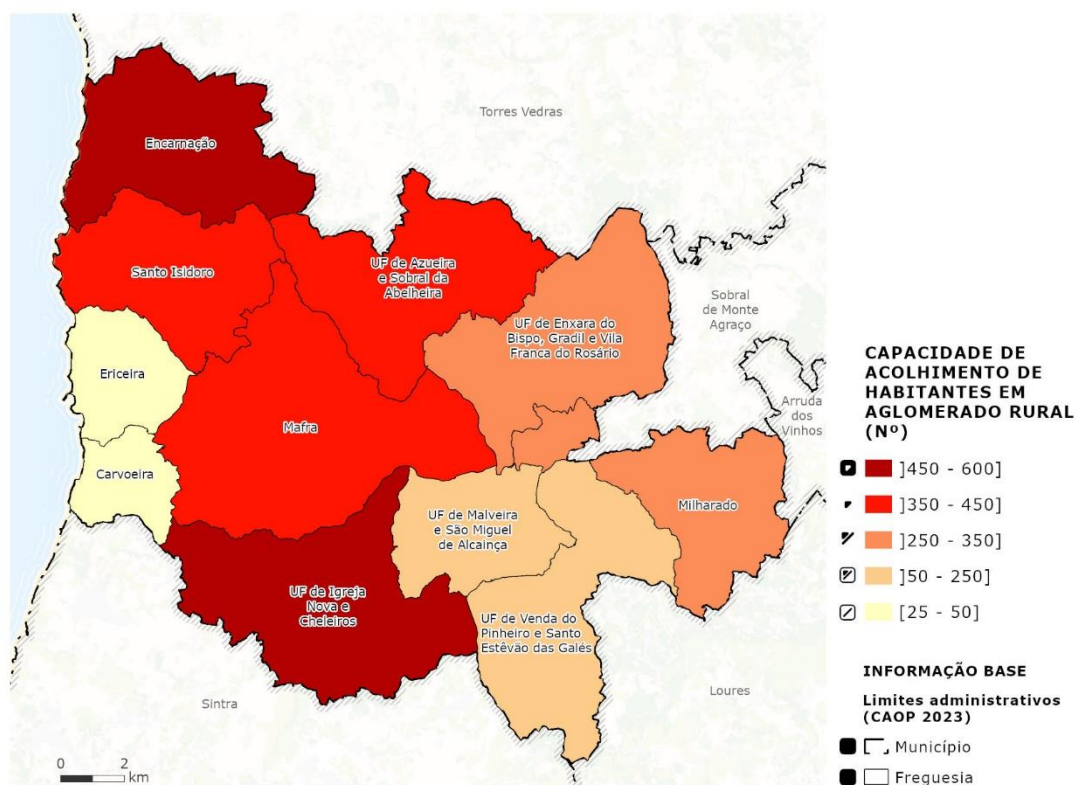 Torres Vedras
Encarnação
Santo Isidoro
UF de Azueira
e Sobral da
Abelheira
Sobral
de Monte
Agraço
UF de Enxara do
Bispo, Gradil e Vila
Franca do Rosário
Ericeira
Arruda
dos
Vinhos
Mafra
Carvoeira
Milharado
UF de Malveira
e São Miguel
de Alcainça
UF de Igreja
Nova e
Cheleiros
UF de Venda do
Pinheiro e Santo
Estêvão das Galés
Sintra
Loures
0 2
km
CAPACIDADE DE
ACOLHIMENTO DE
HABITANTES EM
AGLOMERADO RURAL
(Nº)
]450 - 600]
]350 - 450]
]250 - 350]
]50 - 250]
[25 - 50]
INFORMAÇÃO BASE
Limites administrativos
(CAOP 2023)
Município
Freguesia